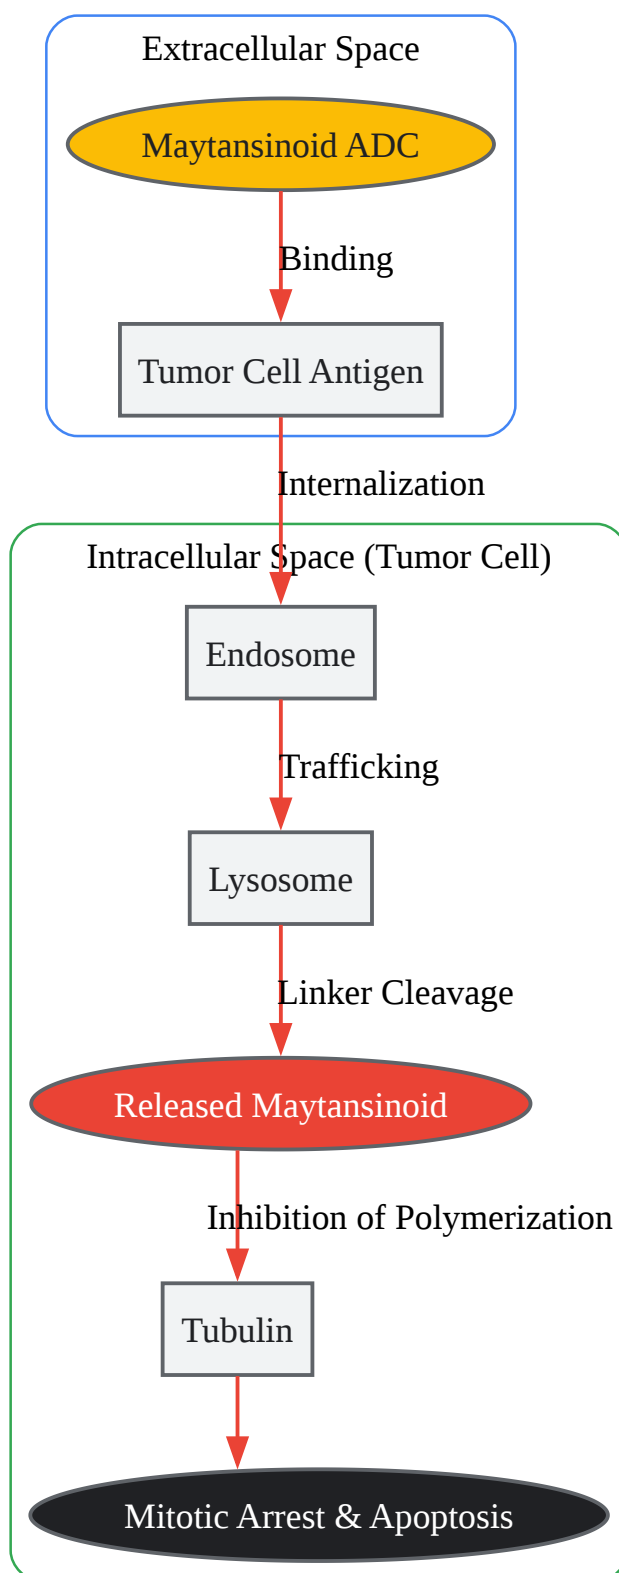 Extracellular Space
Maytansinoid ADC
Binding
Tumor Cell Antigen
Internalization
Intracellular Space (Tumor Cell)
Endosome
Trafficking
Lysosome
Linker Cleavage
Released Maytansinoid
Inhibition of Polymerization
Tubulin
Mitotic Arrest & Apoptosis